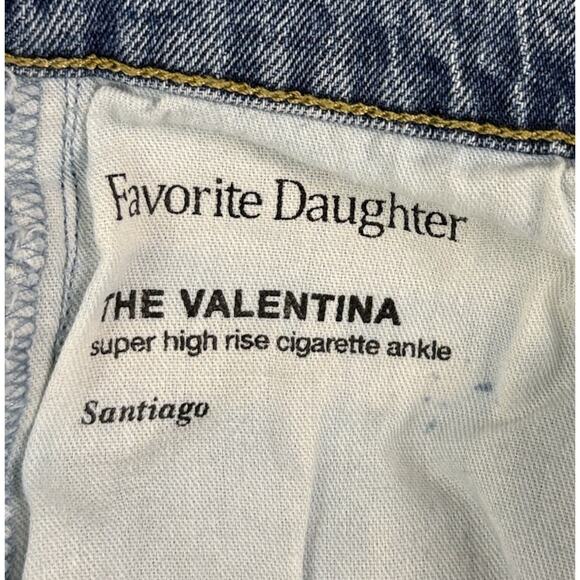 Favorite Daughter
THE VALENTINA
super high rise cigarette ankle
Santiago